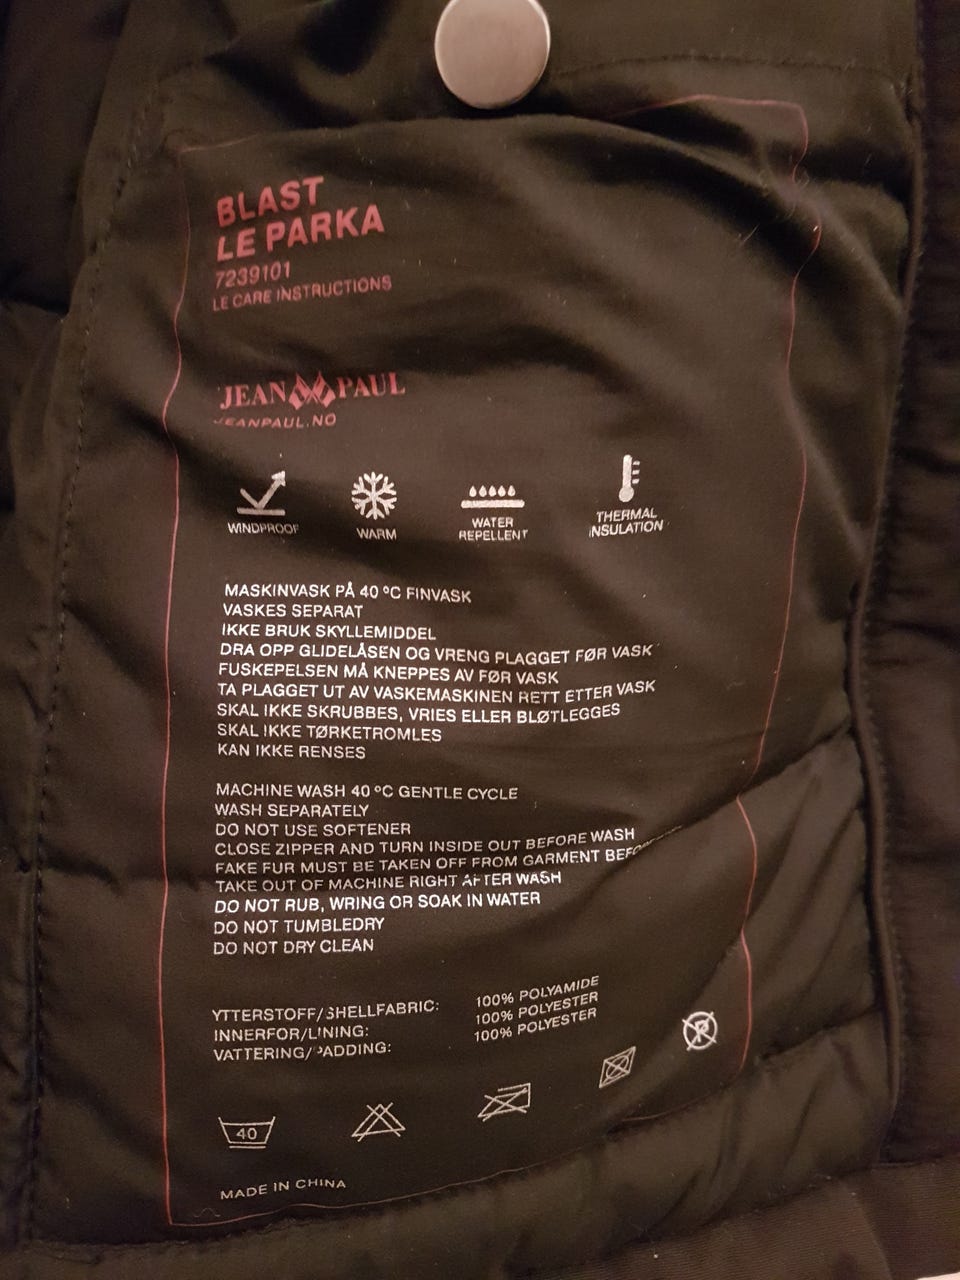 BLAST
LE PARKA
7239101
LE CARE INSTRUCTIONS
JEAN PAUL
JEANPAUL.NO
WINDPROOF
WARM
WATER
REPELLENT
THERMAL
INSULATION
MASKINVASK PÅ 40 ºC FINVASK
VASKES SEPARAT
IKKE BRUK SKYLLEMIDDEL
DRA OPP GLIDELÅSEN OG VRENG PLAGGET FØR VASK
FUSKEPELSEN MÅ KNEPPES AV FØR VASK
TA PLAGGET UT AV VASKEMASKINEN RETT ETTER VASK
SKAL IKKE SKRUBBES, VRIES ELLER BLØTLEGGES
SKAL IKKE TØRKETROMLES
KAN IKKE RENSES
MACHINE WASH 40 ºC GENTLE CYCLE
WASH SEPARATELY
DO NOT USE SOFTENER
CLOSE ZIPPER AND TURN INSIDE OUT BEFORE WASH
FAKE FUR MUST BE TAKEN OFF FROM GARMENT
TAKE OUT OF MACHINE RIGHT AFTER WASH
DO NOT RUB, WRING OR SOAK IN WATER
DO NOT TUMBLEDRY
DO NOT DRY CLEAN
YTTERSTOFF/SHELLFABRIC: 100% POLYAMIDE
INNERFOR/LINING: 100% POLYESTER
VATTERING/PADDING: 100% POLYESTER
40
P
MADE IN CHINA